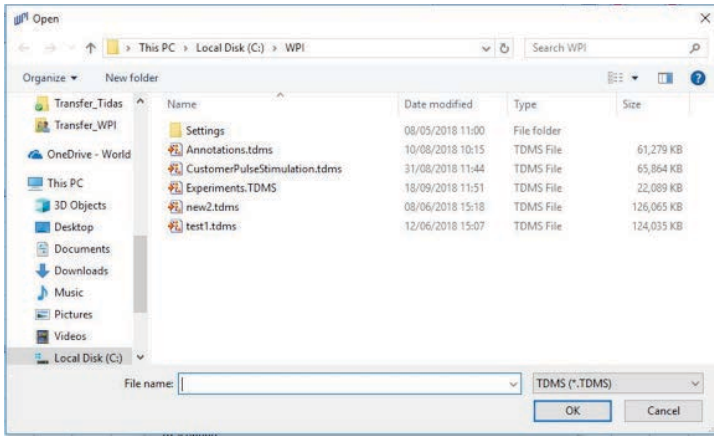 WPI Open
This PC > Local Disk (C:) > WPI
Search WPI
Organize
New folder
Transfer_Tidas
Transfer_WPI
OneDrive - World
This PC
3D Objects
Desktop
Documents
Downloads
Music
Pictures
Videos
Local Disk (C:)
Name Date modified Type Size
Settings 08/05/2018 11:00 File folder
Annotations.tdms 10/08/2018 10:15 TDMS File 61,279 KB
CustomerPulseStimulation.tdms 31/08/2018 11:44 TDMS File 65,864 KB
Experiments.TDMS 18/09/2018 11:51 TDMS File 22,089 KB
new2.tdms 08/06/2018 15:18 TDMS File 126,065 KB
test1.tdms 12/06/2018 15:07 TDMS File 124,035 KB
File name:
TDMS (*.TDMS)
OK Cancel